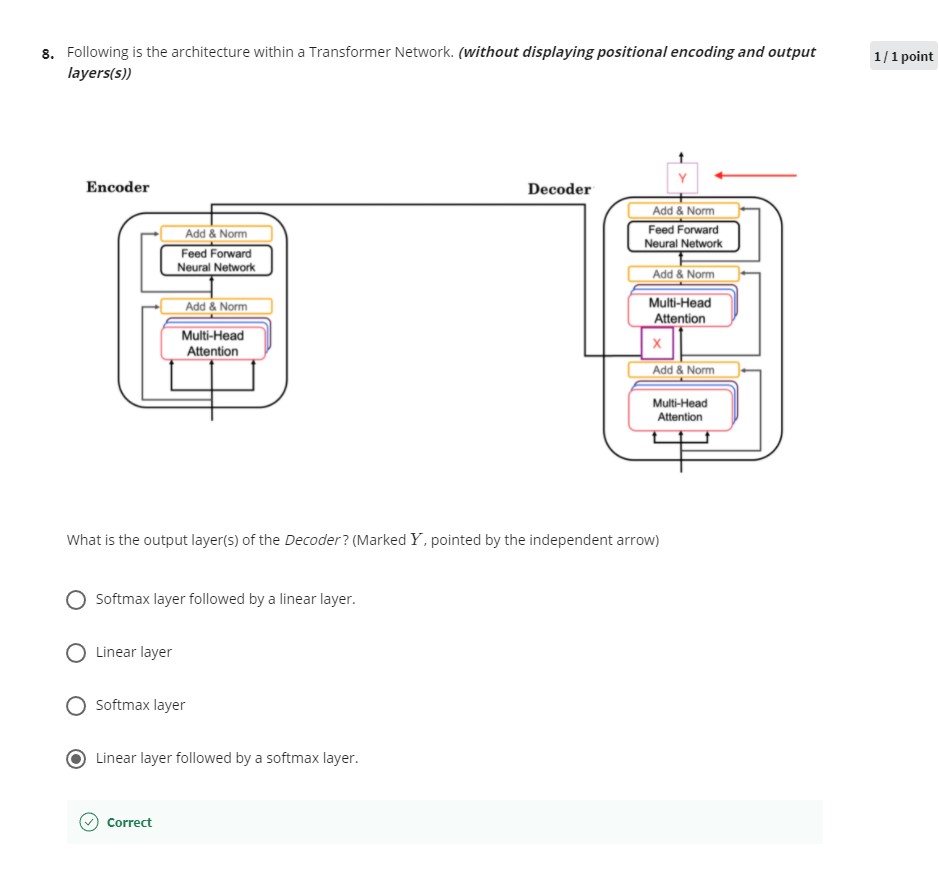 8. Following is the architecture within a Transformer Network. (without displaying positional encoding and output
layers(s))
1 / 1 point
Encoder
Add & Norm
Feed Forward
Neural Network
Add & Norm
Multi-Head
Attention
Decoder
Y
Add & Norm
Feed Forward
Neural Network
Add & Norm
Multi-Head
Attention
X
Add & Norm
Multi-Head
Attention
What is the output layer(s) of the Decoder? (Marked Y, pointed by the independent arrow)
Softmax layer followed by a linear layer.
Linear layer
Softmax layer
Linear layer followed by a softmax layer.
Correct